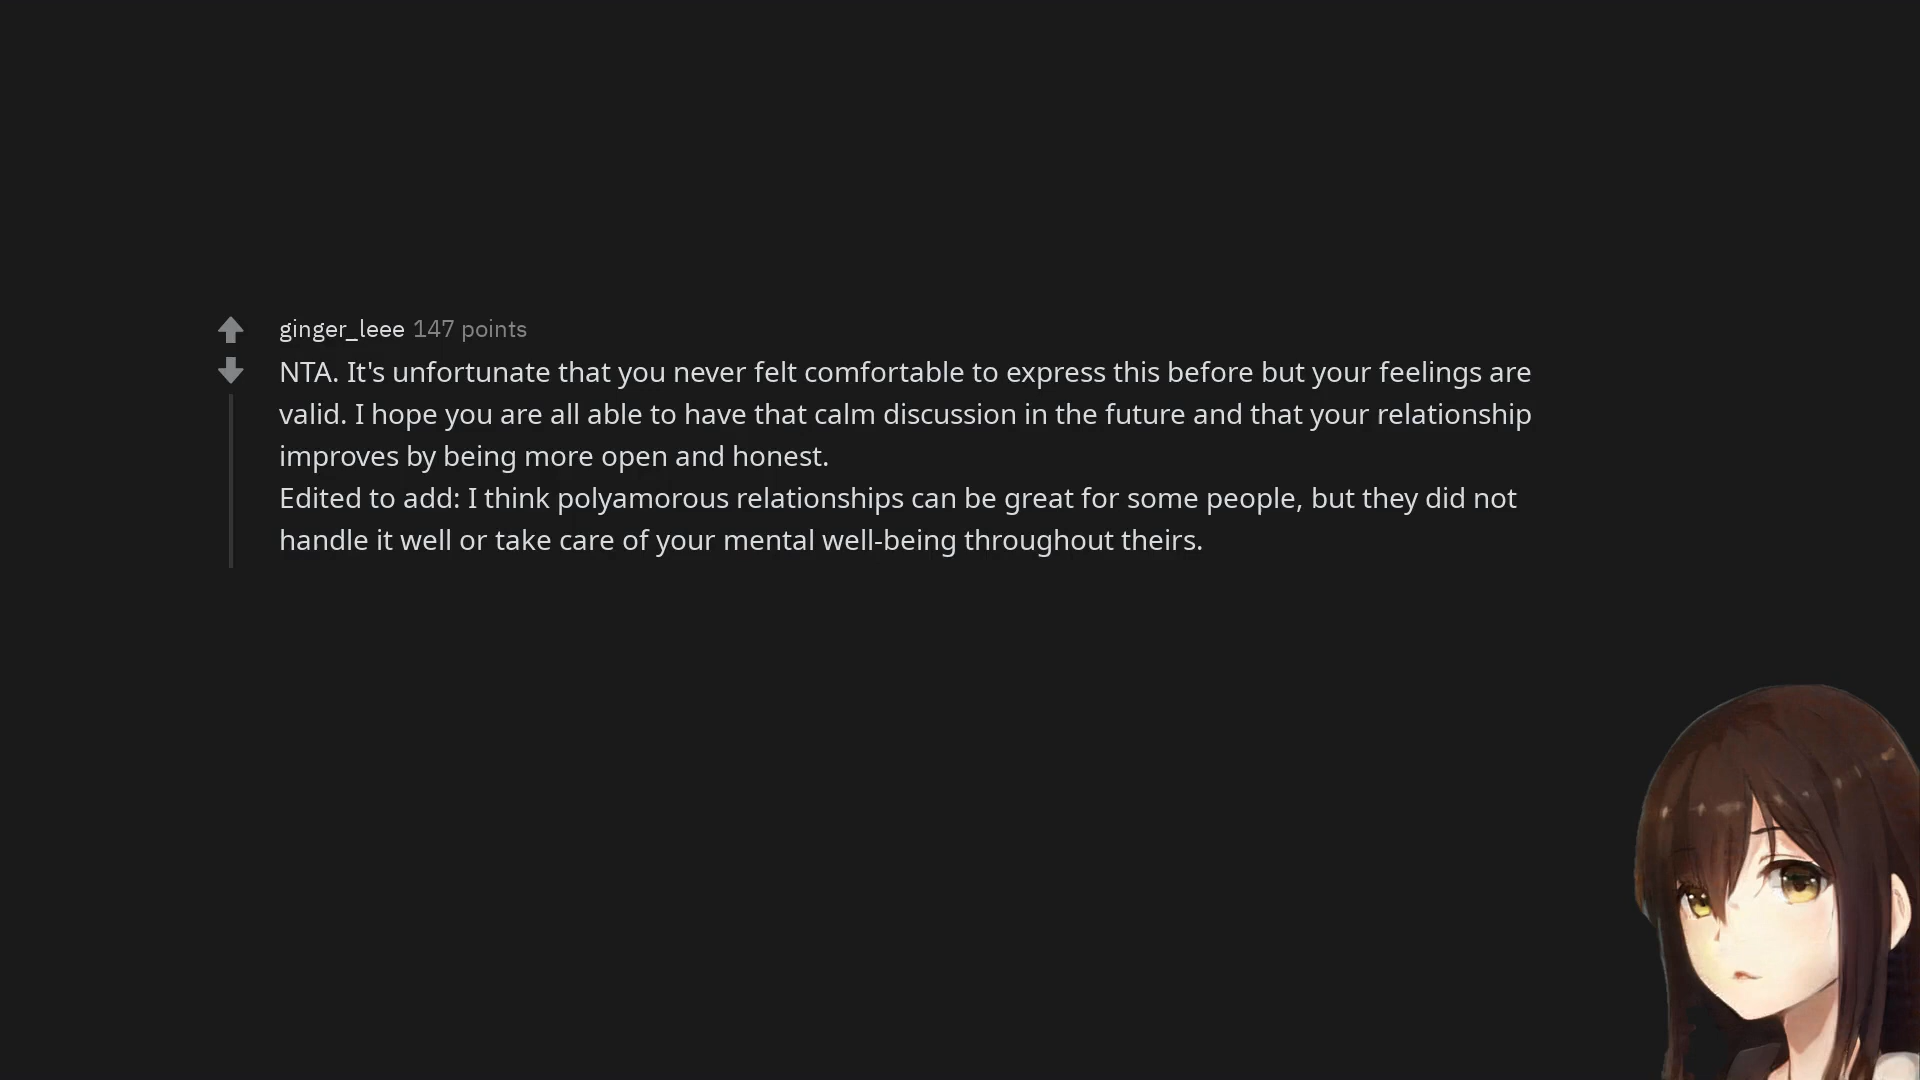 ginger_leee 147 points
NTA. It's unfortunate that you never felt comfortable to express this before but your feelings are
valid. I hope you are all able to have that calm discussion in the future and that your relationship
improves by being more open and honest.
Edited to add: I think polyamorous relationships can be great for some people, but they did not
handle it well or take care of your mental well-being throughout theirs.